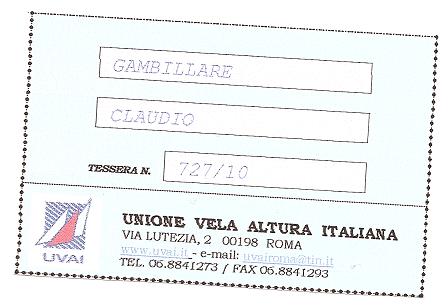 GAMBILLARE
CLAUDIO
TESSERA N. 727/10
UVAI
UNIONE VELA ALTURA ITALIANA
VIA LUTEZIA, 2 00198 ROMA
www.uvai.it - e-mail: uvairoma@tin.it
TEL. 06.8841273 / FAX 06.8841293